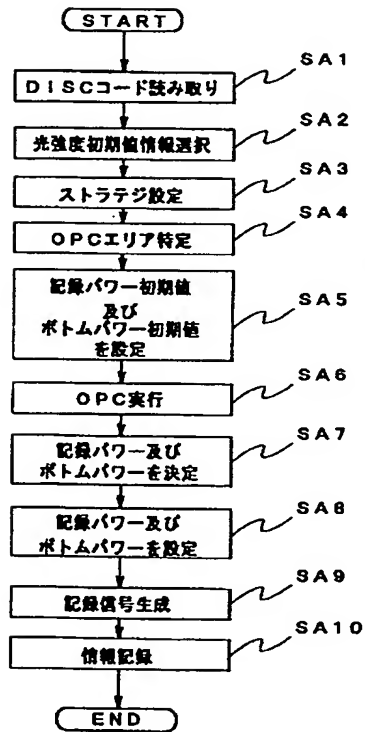 START
SA1
DISCコード読み取り
SA2
光強度初期値情報選択
SA3
ストラテジ設定
SA4
OPCエリア特定
記録パワー初期値
及び
ボトムパワー初期値
を設定
SA5
SA6
OPC実行
SA7
記録パワー及び
ボトムパワーを決定
SA8
記録パワー及び
ボトムパワーを設定
SA9
記録信号生成
SA10
情報記録
END